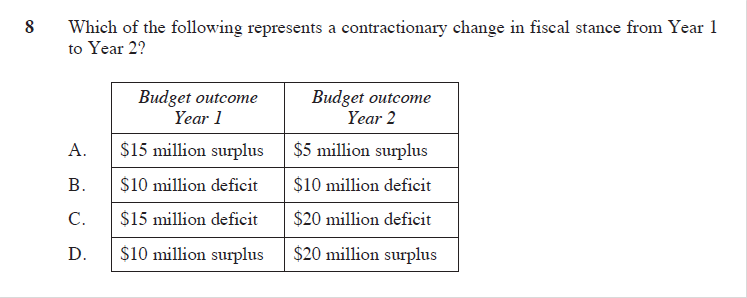 8 Which of the following represents a contractionary change in fiscal stance from Year 1
to Year 2?
Budget outcome Budget outcome
Year 1 Year 2
A. $15 million surplus $5 million surplus
B. $10 million deficit $10 million deficit
C. $15 million deficit $20 million deficit
D. $10 million surplus $20 million surplus